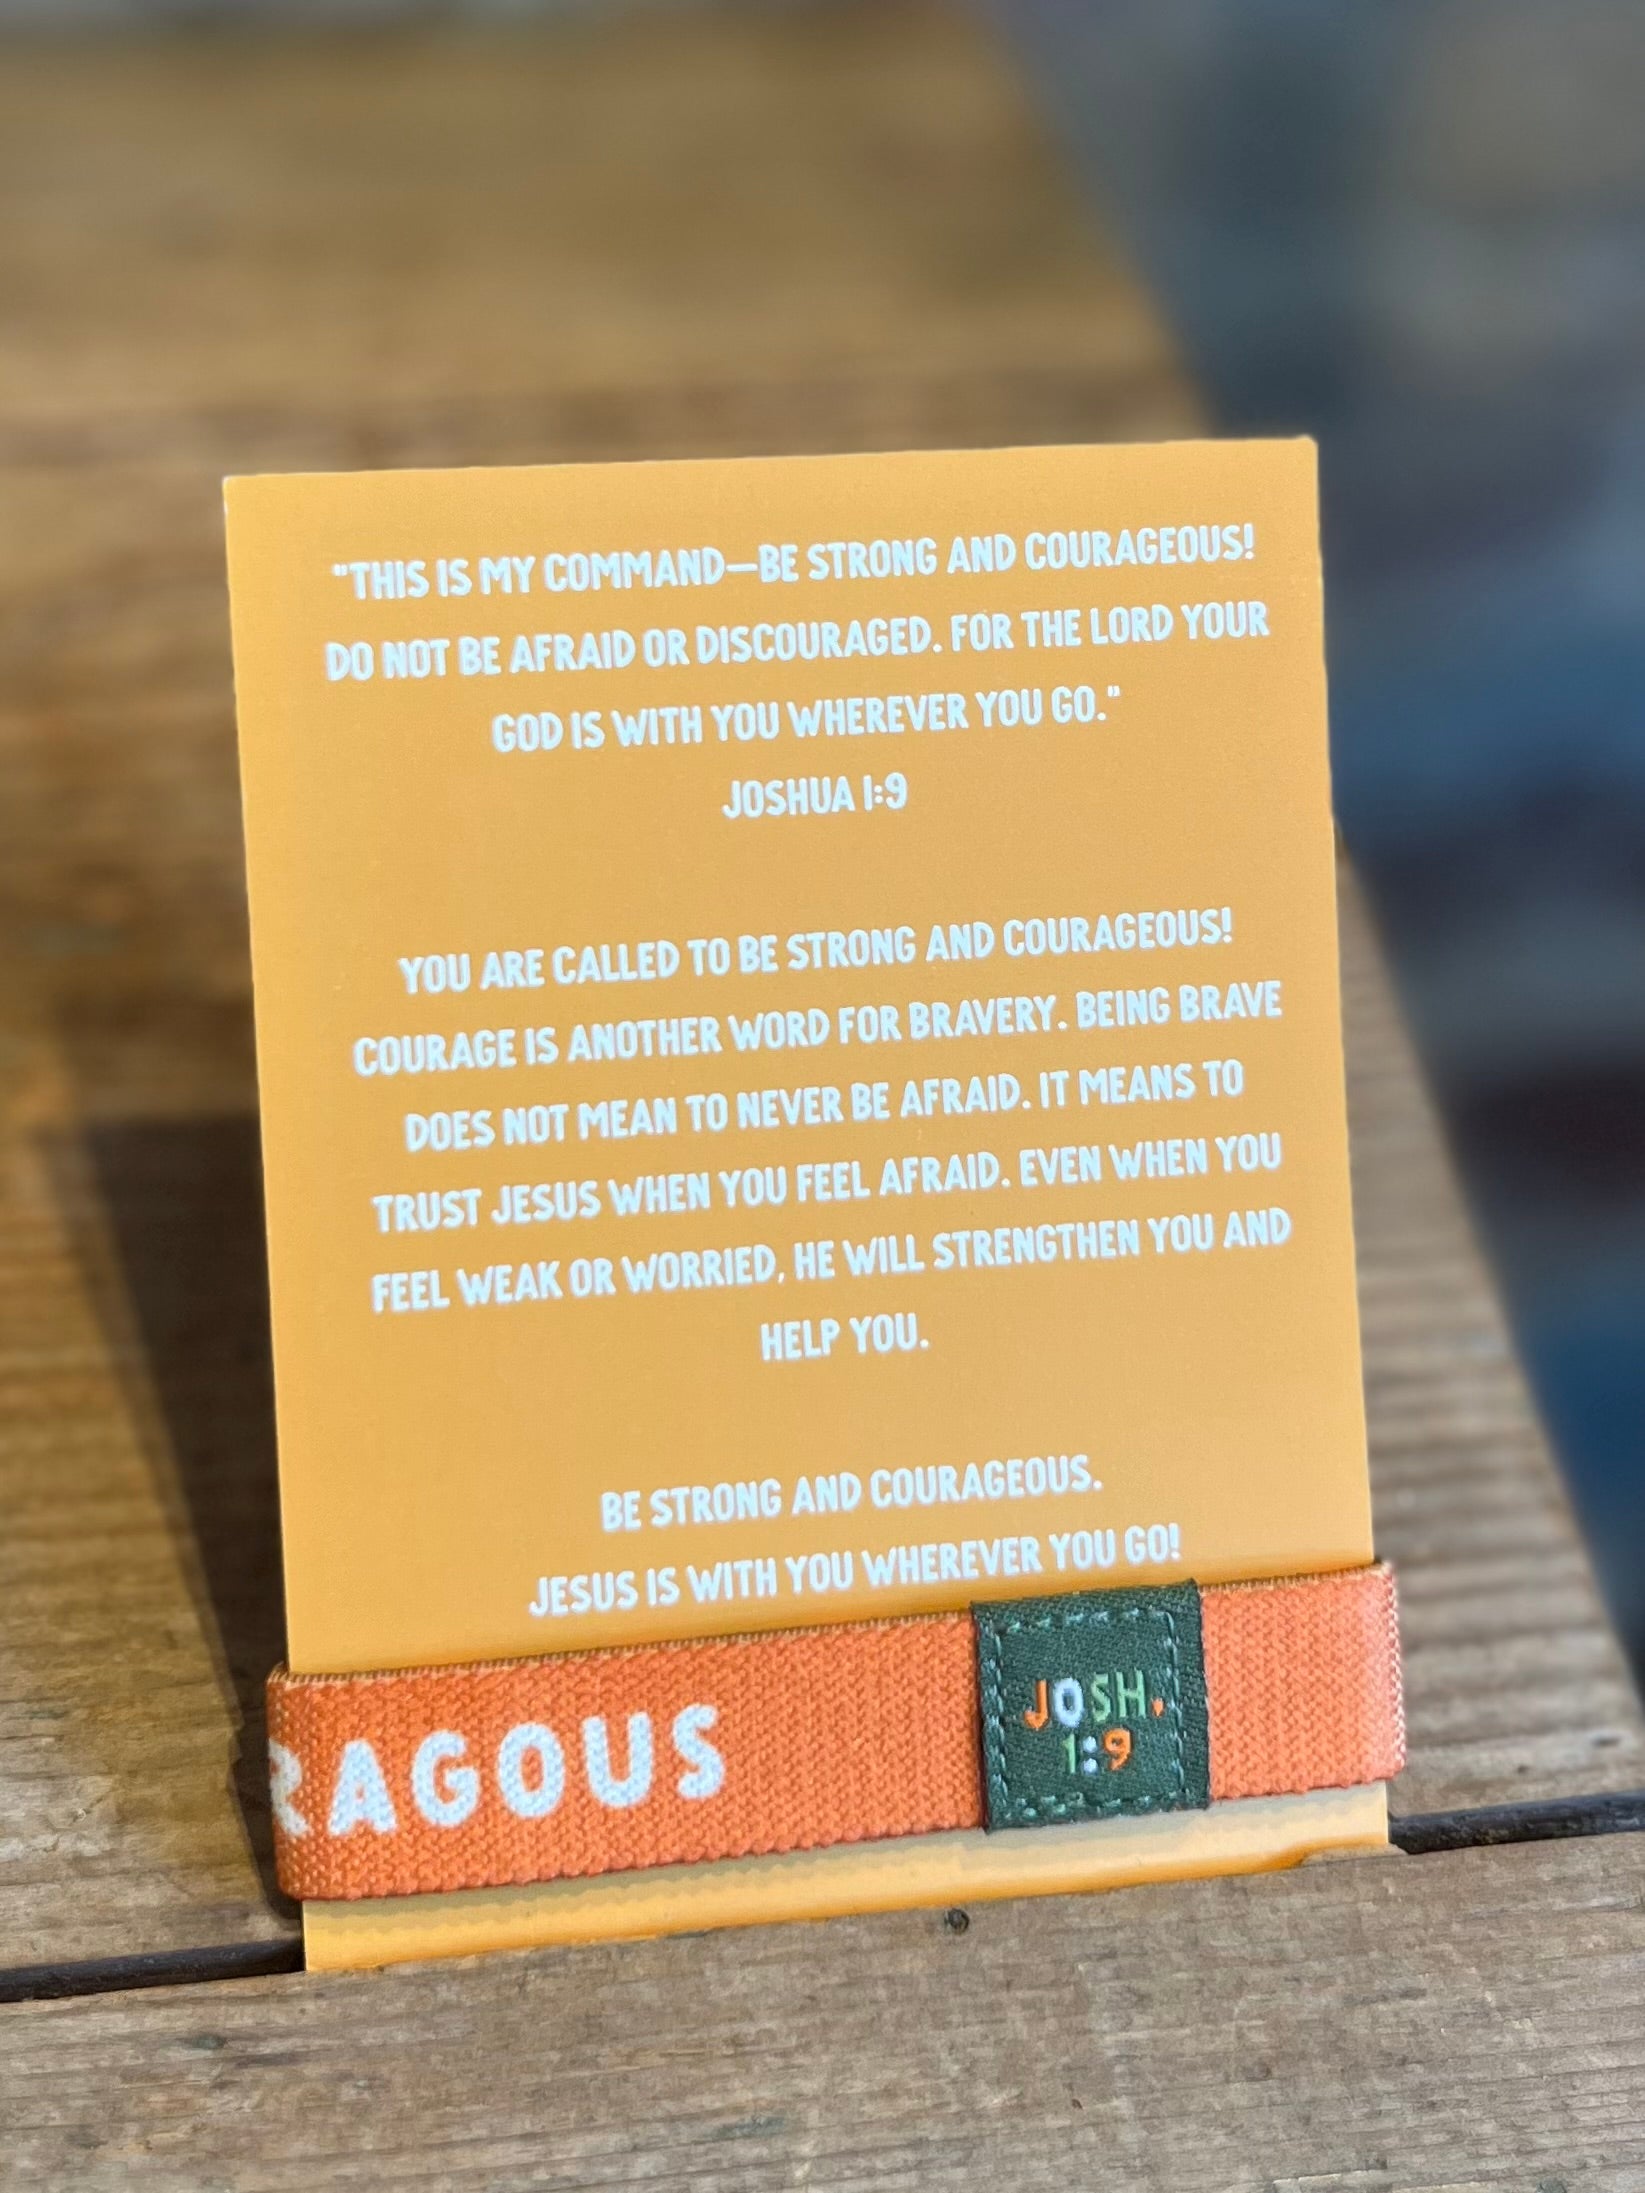 "THIS IS MY COMMAND—BE STRONG AND COURAGEOUS!
DO NOT BE AFRAID OR DISCOURAGED. FOR THE LORD YOUR
GOD IS WITH YOU WHEREVER YOU GO."
JOSHUA 1:9
YOU ARE CALLED TO BE STRONG AND COURAGEOUS!
COURAGE IS ANOTHER WORD FOR BRAVERY. BEING BRAVE
DOES NOT MEAN TO NEVER BE AFRAID. IT MEANS TO
TRUST JESUS WHEN YOU FEEL AFRAID. EVEN WHEN YOU
FEEL WEAK OR WORRIED, HE WILL STRENGTHEN YOU AND
HELP YOU.
BE STRONG AND COURAGEOUS.
JESUS IS WITH YOU WHEREVER YOU GO!
RAGOUS
JOSH.
1:9